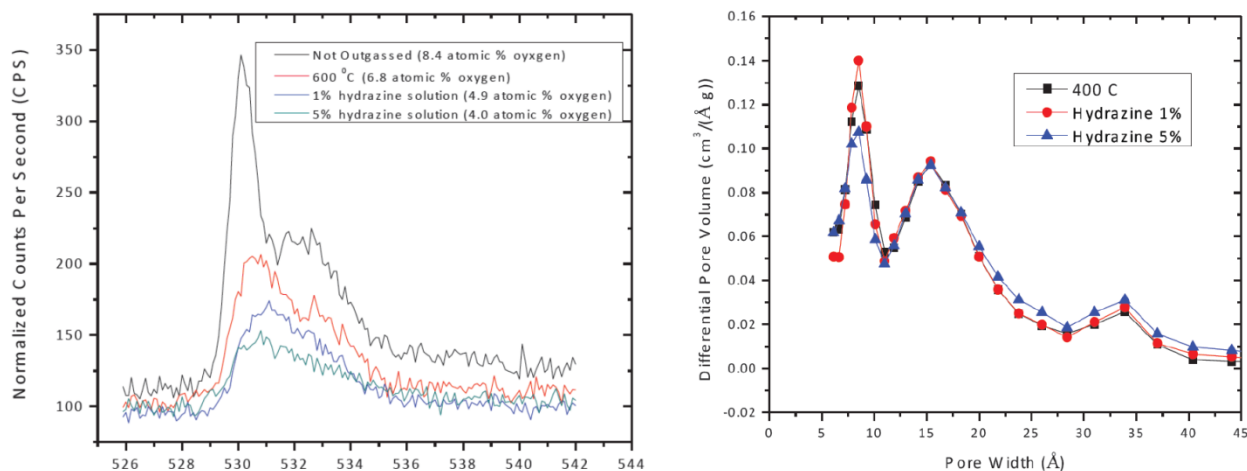 Normalized Counts Per Second (CPS)
350
300
250
200
150
100
Not Outgassed (8.4 atomic % oyxgen)
600 °C (6.8 atomic % oxygen)
1% hydrazine solution (4.9 atomic % oxygen)
5% hydrazine solution (4.0 atomic % oxygen)
526 528 530 532 534 536 538 540 542 544
Differential Pore Volume (cm³/(Å g)
0.16
0.14
0.12
0.10
0.08
0.06
0.04
0.02
0.00
-0.02
400 C
Hydrazine 1%
Hydrazine 5%
0 5 10 15 20 25 30 35 40 45
Pore Width (Å)